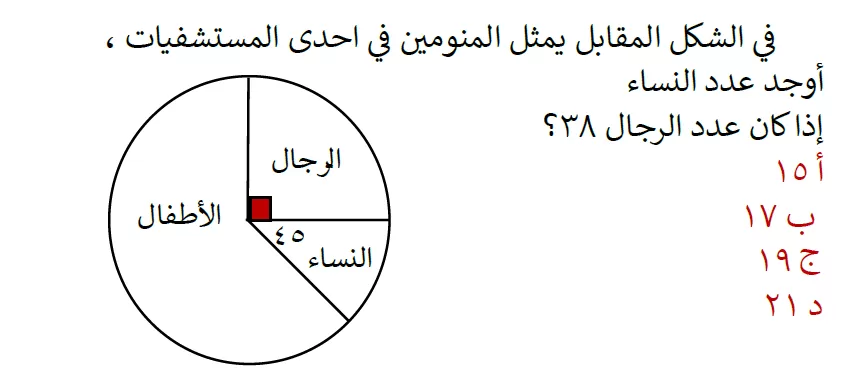 في الشكل المقابل يمثل المنومين في احدى المستشفيات ،
أوجد عدد النساء
إذا كان عدد الرجال ٣٨؟
أ ١٥
ب ١٧
ج ١٩
د ٢١
الرجال
الأطفال
٤٥
النساء